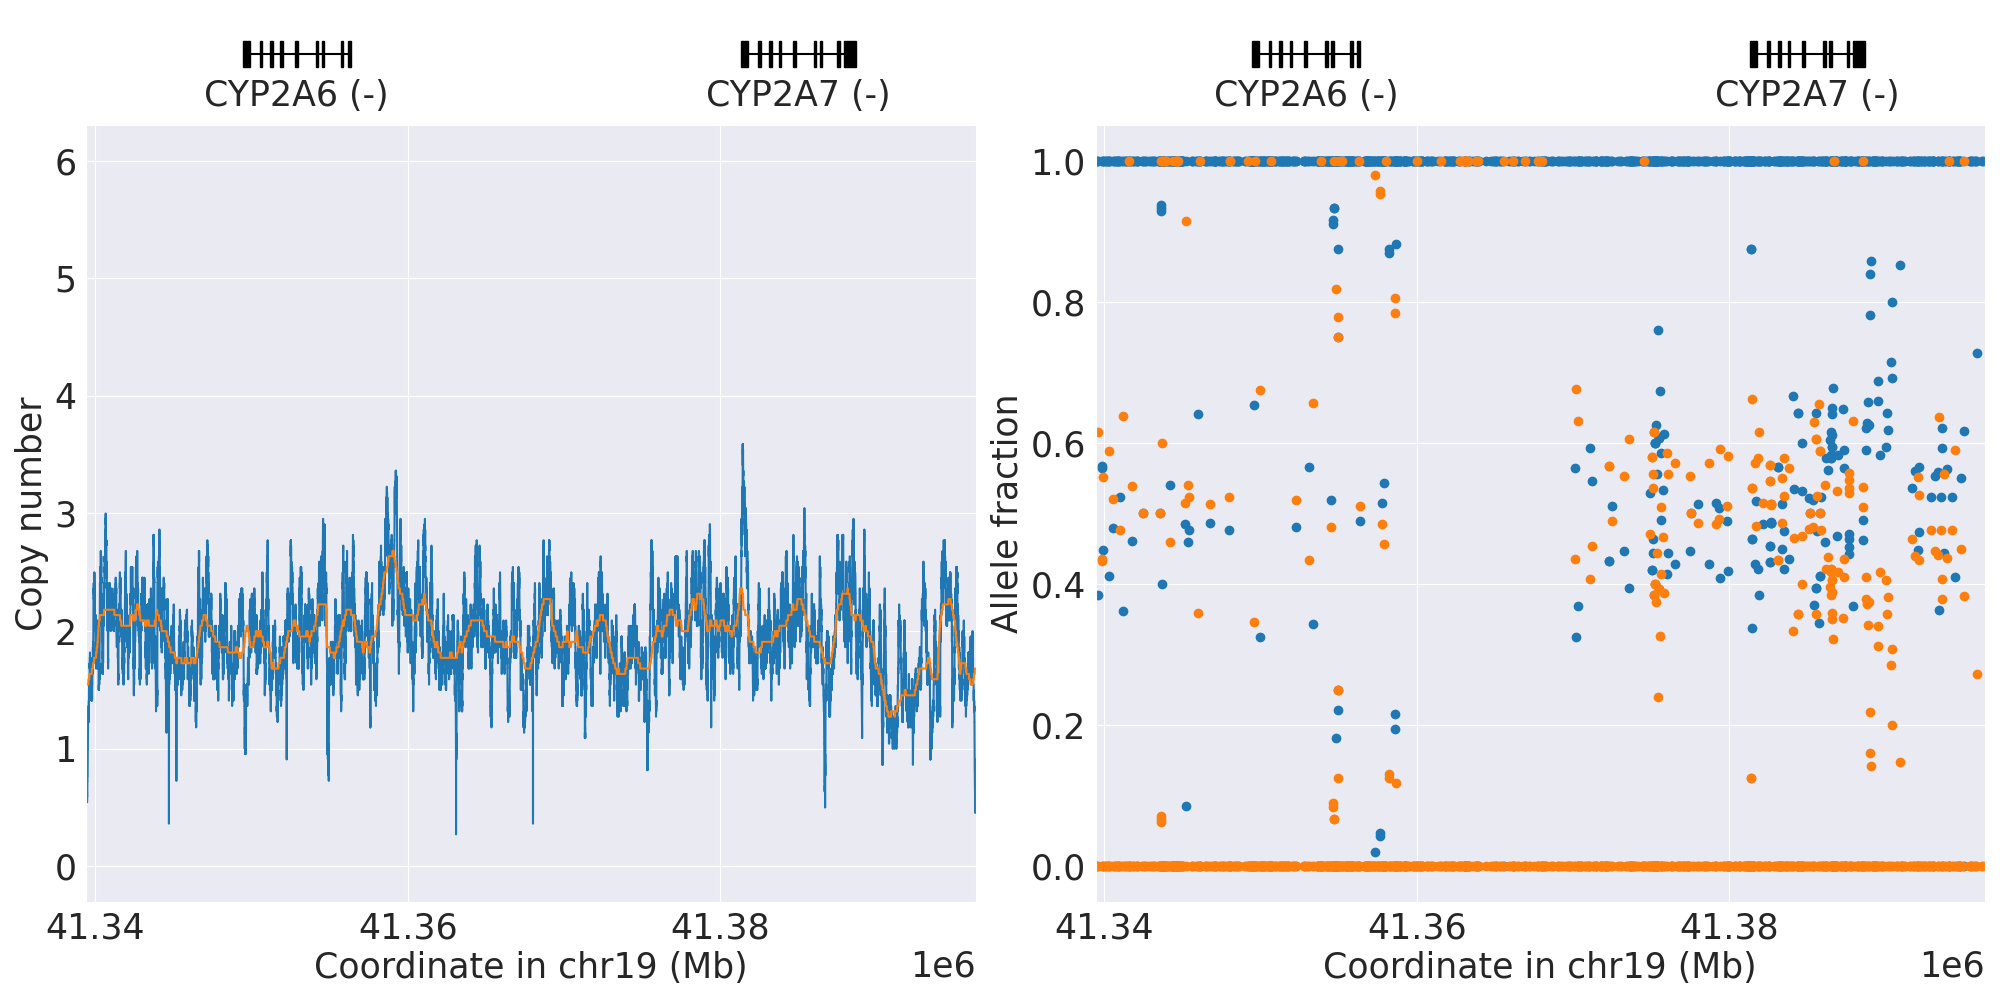 CYP2A6 (-)
CYP2A7 (-)
Copy number
6
5
4
3
2
1
0
41.34
41.36
41.38
Coordinate in chr19 (Mb)
1e6
CYP2A6 (-)
CYP2A7 (-)
Allele fraction
1.0
0.8
0.6
0.4
0.2
0.0
41.34
41.36
41.38
Coordinate in chr19 (Mb)
1e6